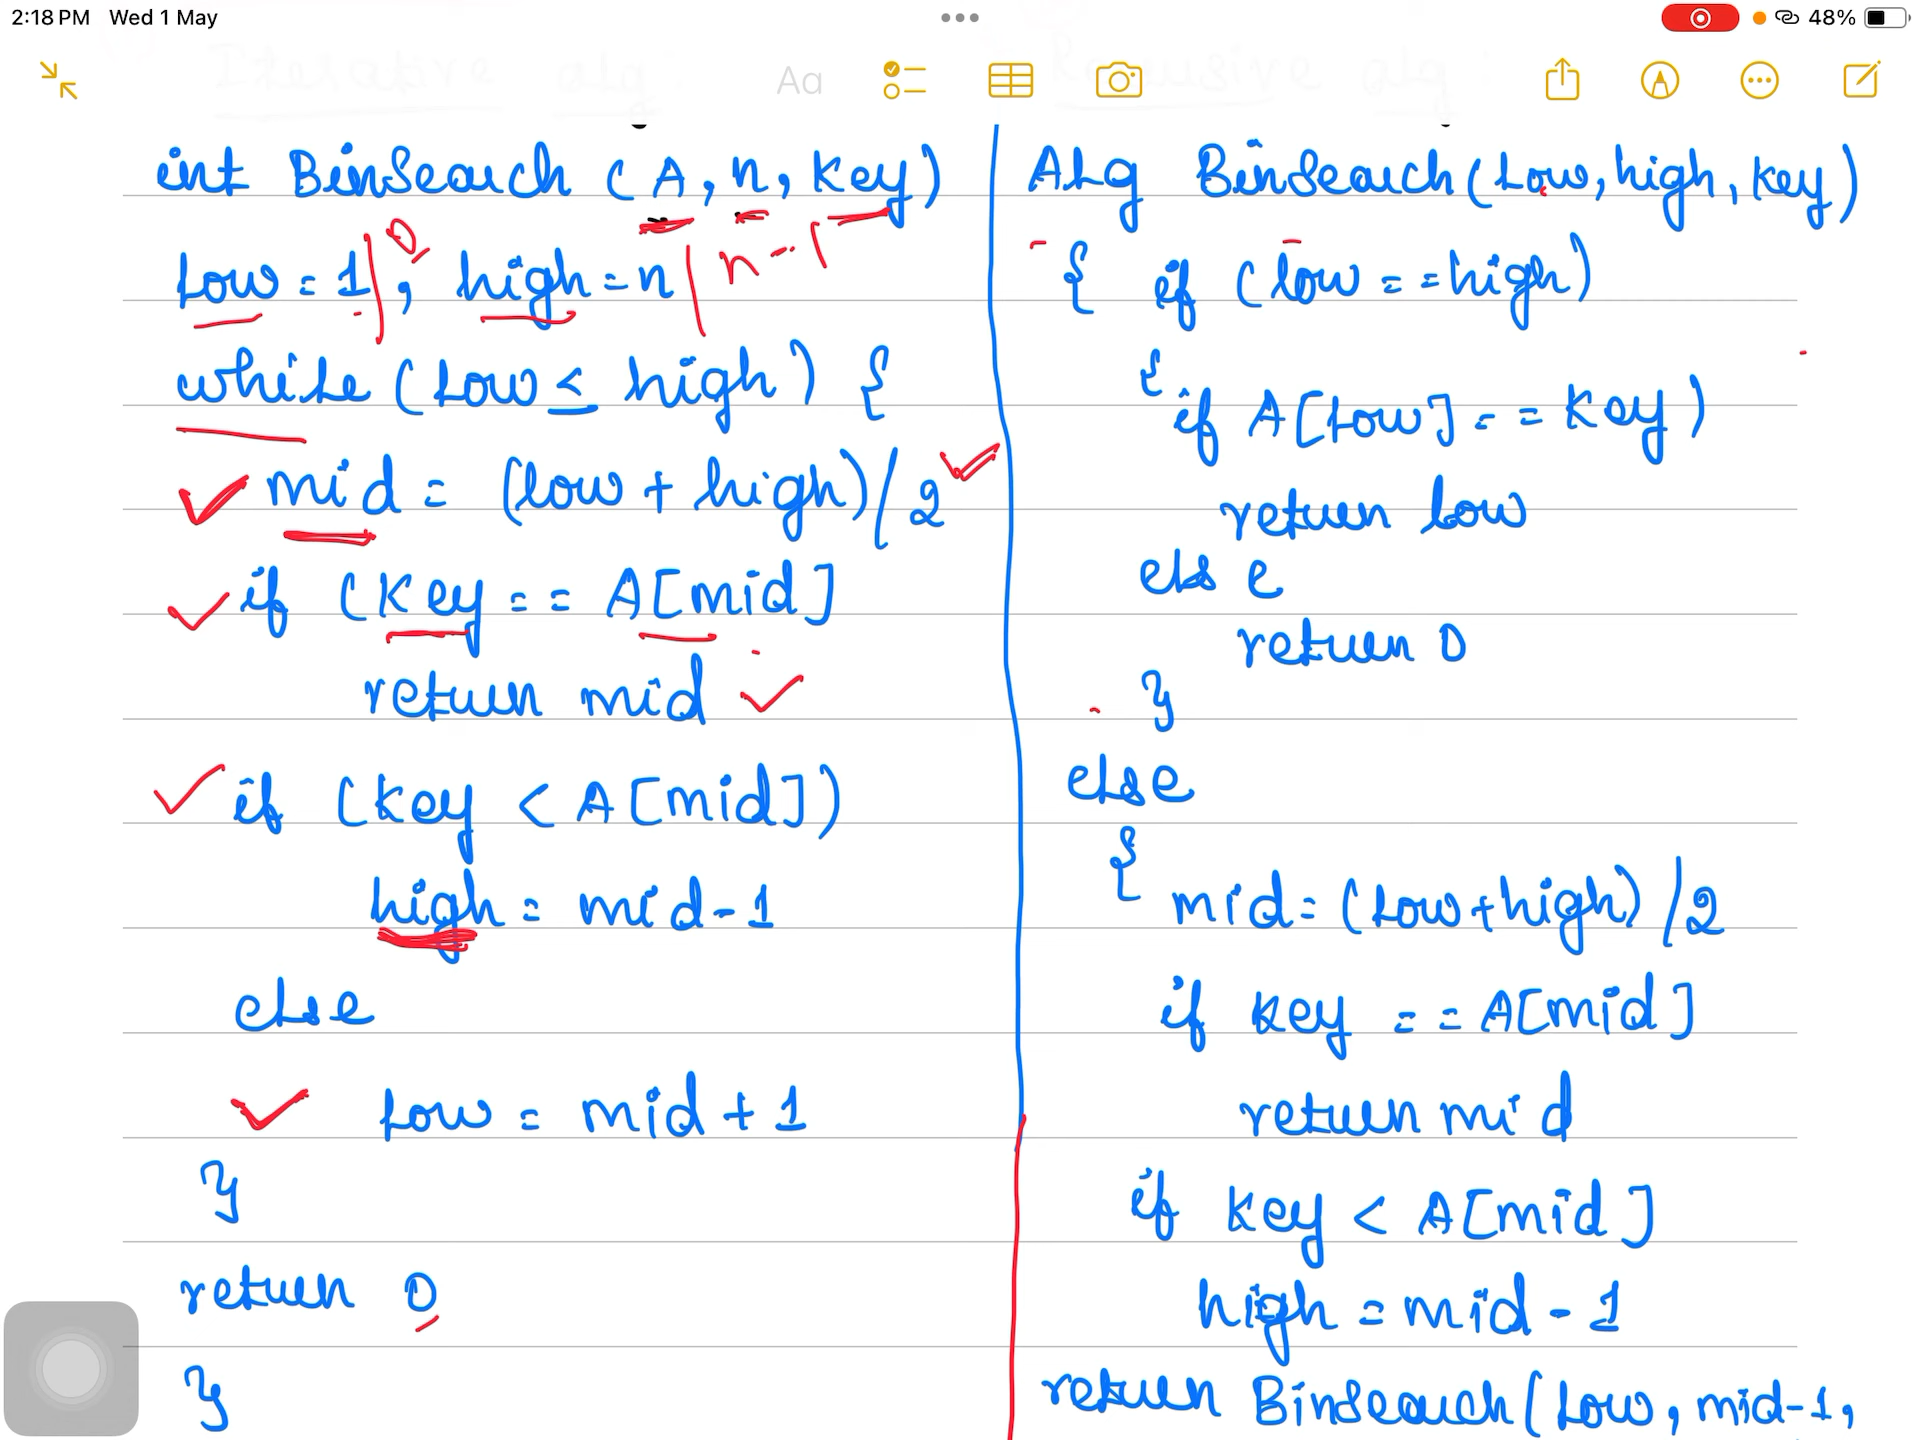 2:18 PM Wed 1 May
48%
Iterative alg.
Aa
Recursive alg
int BinSearch (A, n, key)
low = 1 | 0 ; high = n | n-1
while (low ≤ high) {
mid = (low + high)/2
if (key == A[mid]
return mid
if (key < A[mid])
high = mid-1
else
low = mid+1
}
return 0
}
Alg BinSearch(low, high, key)
{ if (low == high)
{
if A[low] == key)
return low
else
return 0
}
else
{
mid = (low+high)/2
if key == A[mid]
return mid
if key < A[mid]
high = mid-1
return BinSearch(low, mid-1,